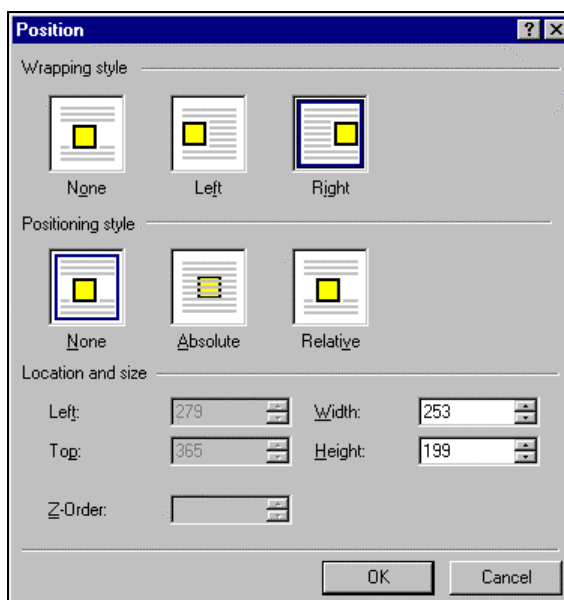 Position
Wrapping style
None Left Right
Positioning style
None Absolute Relative
Location and size
Left: 279 Width: 253
Top: 365 Height: 199
Z-Order:
OK Cancel